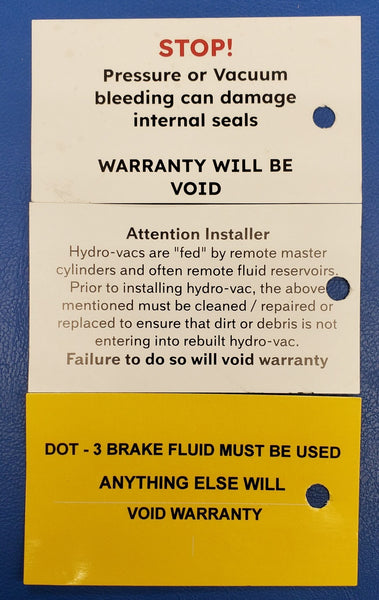 STOP!
Pressure or Vacuum
bleeding can damage
internal seals
WARRANTY WILL BE
VOID
Attention Installer
Hydro-vacs are "fed" by remote master
cylinders and often remote fluid reservoirs.
Prior to installing hydro-vac, the above
mentioned must be cleaned / repaired or
replaced to ensure that dirt or debris is not
entering into rebuilt hydro-vac.
Failure to do so will void warranty
DOT - 3 BRAKE FLUID MUST BE USED
ANYTHING ELSE WILL
VOID WARRANTY